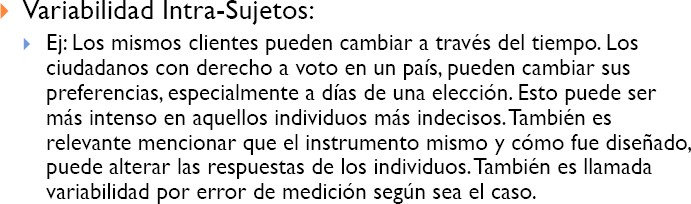 Variabilidad Intra-Sujetos:
Ej: Los mismos clientes pueden cambiar a través del tiempo. Los
ciudadanos con derecho a voto en un país, pueden cambiar sus
preferencias, especialmente a días de una elección. Esto puede ser
más intenso en aquellos individuos más indecisos. También es
relevante mencionar que el instrumento mismo y cómo fue diseñado,
puede alterar las respuestas de los individuos. También es llamada
variabilidad por error de medición según sea el caso.